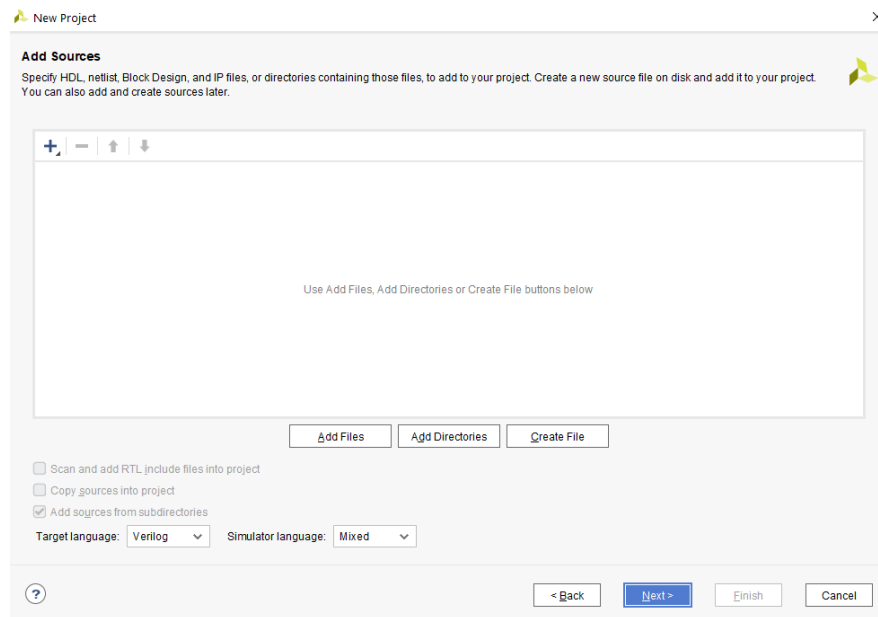 New Project
Add Sources
Specify HDL, netlist, Block Design, and IP files, or directories containing those files, to add to your project. Create a new source file on disk and add it to your project.
You can also add and create sources later.
Use Add Files, Add Directories or Create File buttons below
Add Files Add Directories Create File
Scan and add RTL include files into project
Copy sources into project
Add sources from subdirectories
Target language: Verilog Simulator language: Mixed
? < Back Next > Finish Cancel